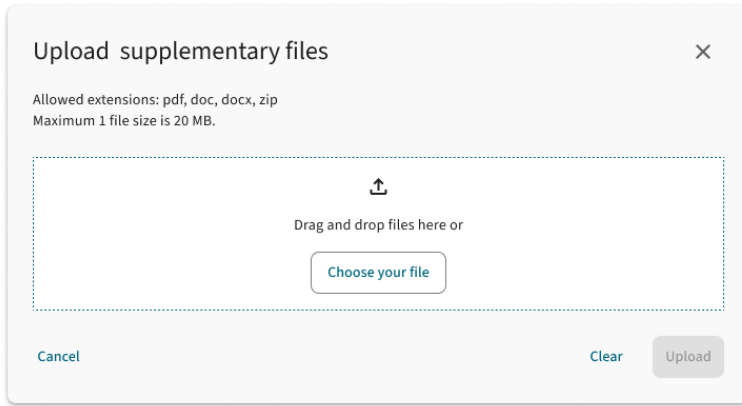 Upload  supplementary files
Allowed extensions: pdf, doc, docx, zip
Maximum 1 file size is 20 MB.
Drag and drop files here or
Choose your file
Cancel
Clear
Upload